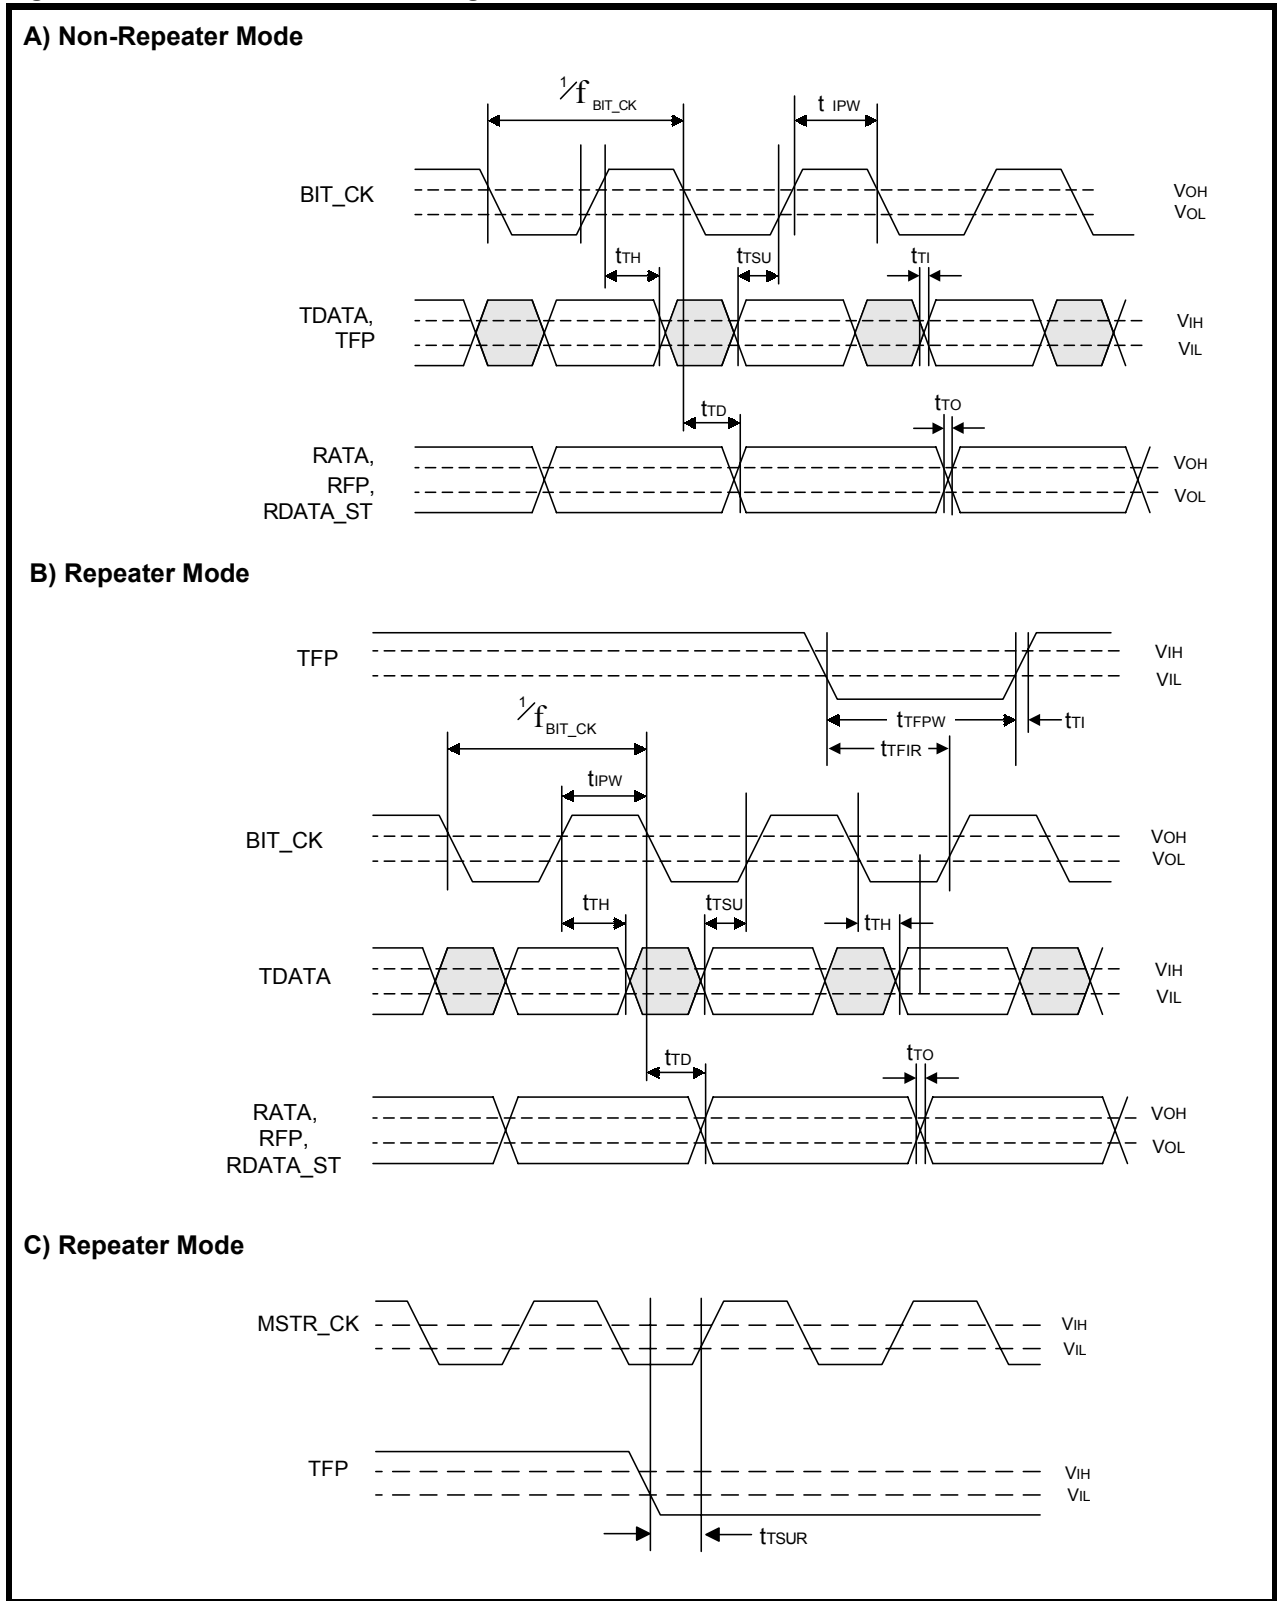 A) Non-Repeater Mode
1/f BIT_CK
t IPW
BIT_CK
VOH
VOL
tTH
tTSU
tTI
TDATA,
TFP
VIH
VIL
tTD
tTO
RATA,
RFP,
RDATA_ST
VOH
VOL
B) Repeater Mode
TFP
VIH
VIL
1/f BIT_CK
tTFPW
tTI
tTFIR
tIPW
BIT_CK
VOH
VOL
tTH
tTSU
tTH
TDATA
VIH
VIL
tTD
tTO
RATA,
RFP,
RDATA_ST
VOH
VOL
C) Repeater Mode
MSTR_CK
VIH
VIL
TFP
VIH
VIL
tTSUR